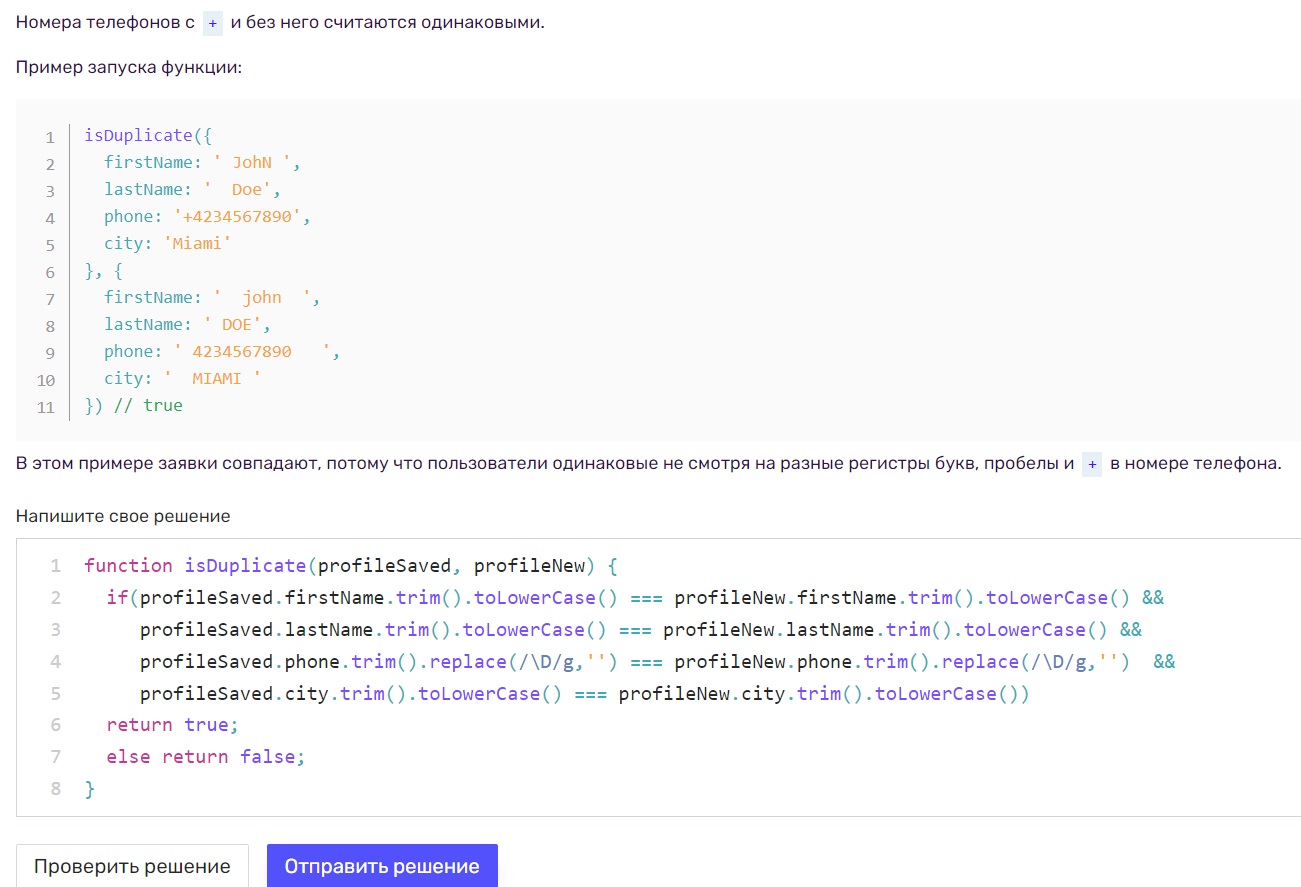 Номера телефонов с + и без него считаются одинаковыми.
Пример запуска функции:
1 isDuplicate({
2   firstName: ' JohN ',
3   lastName: '  Doe',
4   phone: '+4234567890',
5   city: 'Miami'
6 }, {
7   firstName: '  john  ',
8   lastName: ' DOE',
9   phone: ' 4234567890   ',
10   city: '  MIAMI '
11 }) // true
В этом примере заявки совпадают, потому что пользователи одинаковые не смотря на разные регистры букв, пробелы и + в номере телефона.
Напишите свое решение
1 function isDuplicate(profileSaved, profileNew) {
2   if(profileSaved.firstName.trim().toLowerCase() === profileNew.firstName.trim().toLowerCase() &&
3      profileSaved.lastName.trim().toLowerCase() === profileNew.lastName.trim().toLowerCase() &&
4      profileSaved.phone.trim().replace(/\D/g,'') === profileNew.phone.trim().replace(/\D/g,'')  &&
5      profileSaved.city.trim().toLowerCase() === profileNew.city.trim().toLowerCase())
6   return true;
7   else return false;
8 }
Проверить решение Отправить решение